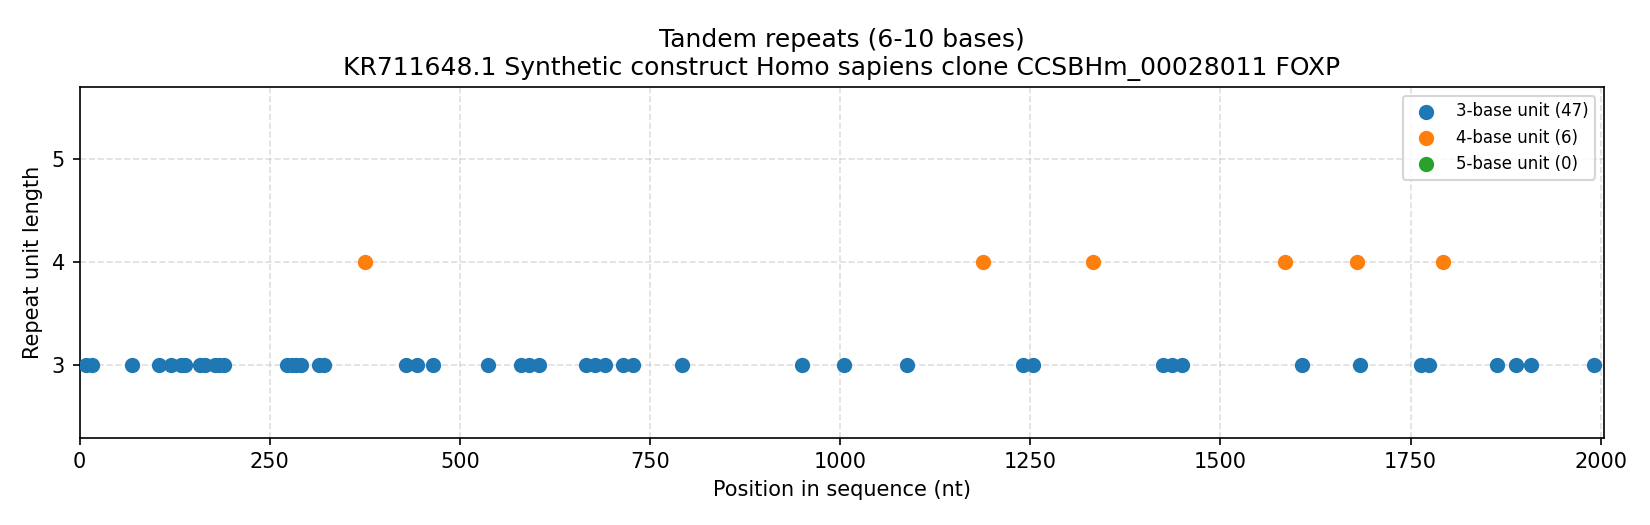 Tandem repeats (6-10 bases)
KR711648.1 Synthetic construct Homo sapiens clone CCSBHm_00028011 FOXP
3-base unit (47)
4-base unit (6)
5-base unit (0)
Repeat unit length
5
4
3
0 250 500 750 1000 1250 1500 1750 2000
Position in sequence (nt)